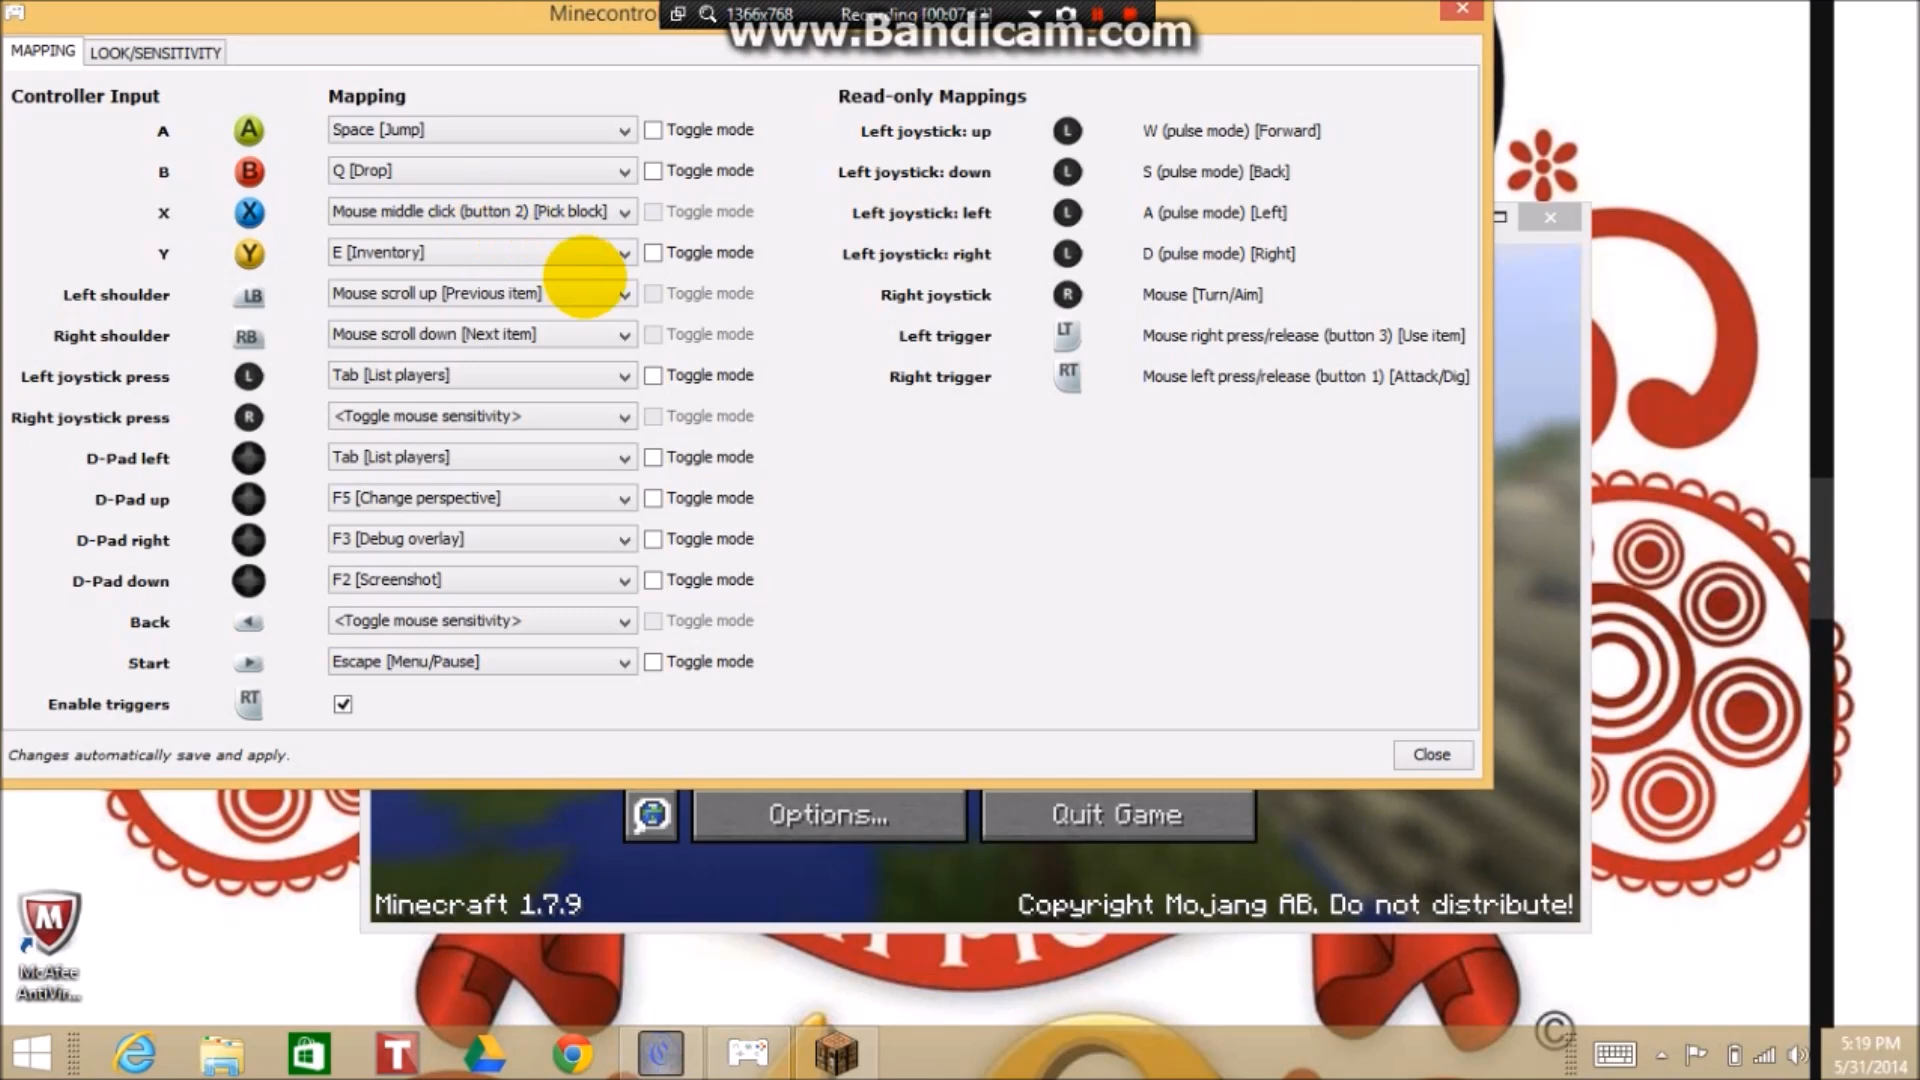 Minecontro
1366x768
Recording [00:07
www.Bandicam.com
MAPPING
LOOK/SENSITIVITY
Controller Input
Mapping
Read-only Mappings
A
A
Space [Jump]
Toggle mode
Left joystick: up
L
W (pulse mode) [Forward]
B
B
Q [Drop]
Toggle mode
Left joystick: down
L
S (pulse mode) [Back]
X
X
Mouse middle click (button 2) [Pick block]
Toggle mode
Left joystick: left
L
A (pulse mode) [Left]
Y
Y
E [Inventory]
Toggle mode
Left joystick: right
L
D (pulse mode) [Right]
Left shoulder
LB
Mouse scroll up [Previous item]
Toggle mode
Right joystick
R
Mouse [Turn/Aim]
Right shoulder
RB
Mouse scroll down [Next item]
Toggle mode
Left trigger
LT
Mouse right press/release (button 3) [Use item]
Left joystick press
L
Tab [List players]
Toggle mode
Right trigger
RT
Mouse left press/release (button 1) [Attack/Dig]
Right joystick press
R
<Toggle mouse sensitivity>
Toggle mode
D-Pad left
Tab [List players]
Toggle mode
D-Pad up
F5 [Change perspective]
Toggle mode
D-Pad right
F3 [Debug overlay]
Toggle mode
D-Pad down
F2 [Screenshot]
Toggle mode
Back
<Toggle mouse sensitivity>
Toggle mode
Start
Escape [Menu/Pause]
Toggle mode
Enable triggers
RT
Changes automatically save and apply.
Close
Options...
Quit Game
Minecraft 1.7.9
Copyright Mojang AB. Do not distribute!
McAfee
AntiVir...
©
5:19 PM
5/31/2014